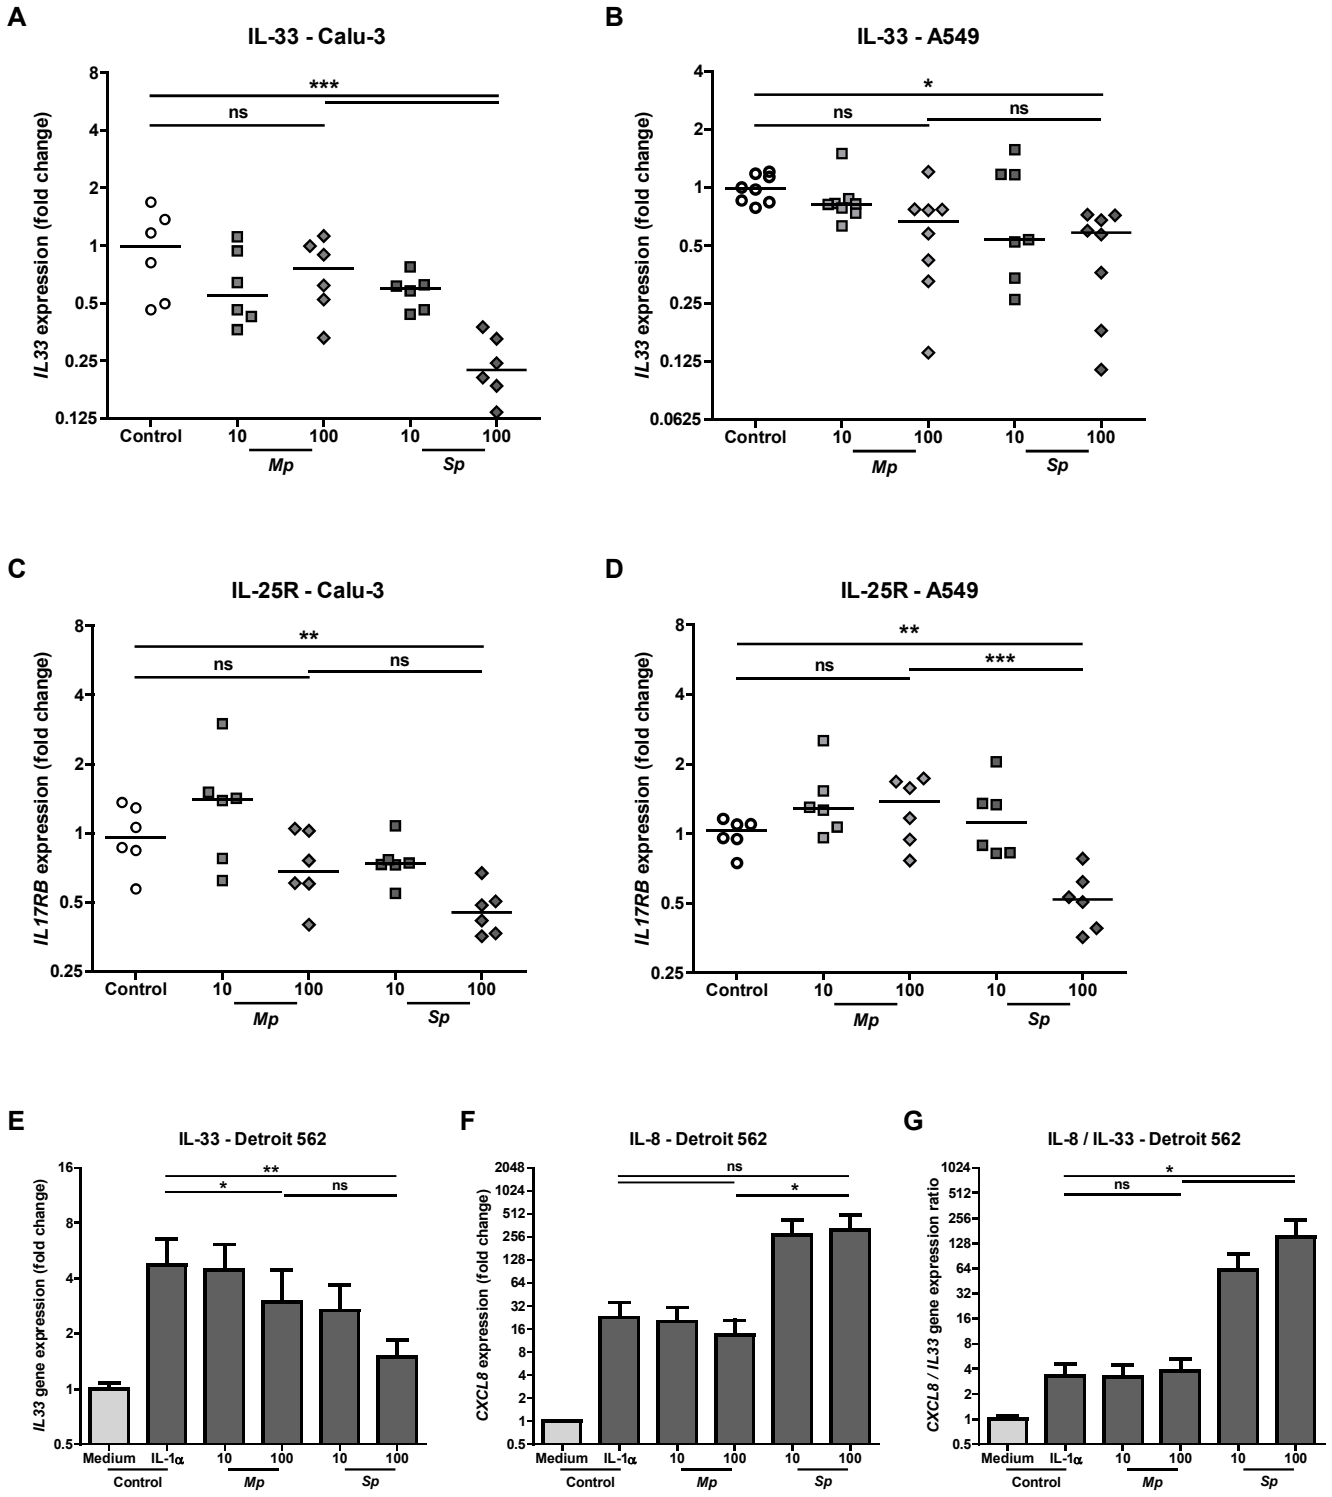 A
IL-33 - Calu-3
IL33 expression (fold change)
8
4
2
1
0.5
0.25
0.125
***
ns
Control
10
100
10
100
Mp
Sp
B
IL-33 - A549
IL33 expression (fold change)
4
2
1
0.5
0.25
0.125
0.0625
*
ns
ns
Control
10
100
10
100
Mp
Sp
C
IL-25R - Calu-3
IL17RB expression (fold change)
8
4
2
1
0.5
0.25
**
ns
ns
Control
10
100
10
100
Mp
Sp
D
IL-25R - A549
IL17RB expression (fold change)
8
4
2
1
0.5
0.25
**
ns
***
Control
10
100
10
100
Mp
Sp
E
IL-33 - Detroit 562
IL33 gene expression (fold change)
16
8
4
2
1
0.5
**
*
ns
Medium
IL-1α
10
100
10
100
Control
Mp
Sp
F
IL-8 - Detroit 562
CXCL8 expression (fold change)
2048
1024
512
256
128
64
32
16
8
4
2
1
0.5
ns
*
Medium
IL-1α
10
100
10
100
Control
Mp
Sp
G
IL-8 / IL-33 - Detroit 562
CXCL8 / IL33 gene expression ratio
1024
512
256
128
64
32
16
8
4
2
1
0.5
*
ns
Medium
IL-1α
10
100
10
100
Control
Mp
Sp